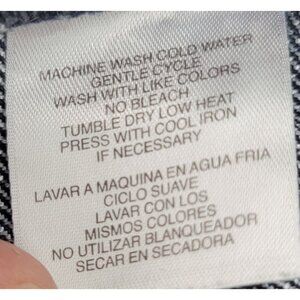 MACHINE WASH COLD WATER
GENTLE CYCLE
WASH WITH LIKE COLORS
NO BLEACH
TUMBLE DRY LOW HEAT
PRESS WITH COOL IRON
IF NECESSARY
LAVAR A MAQUINA EN AGUA FRIA
CICLO SUAVE
LAVAR CON LOS
MISMOS COLORES
NO UTILIZAR BLANQUEADOR
SECAR EN SECADORA